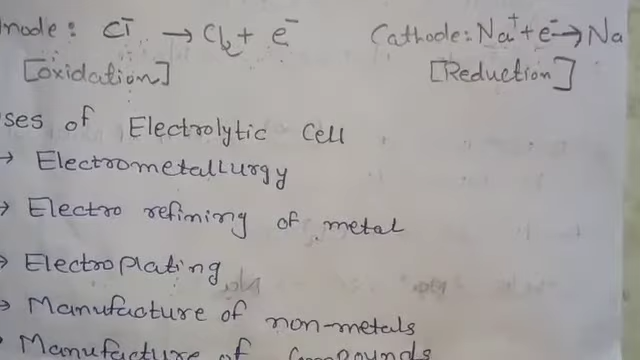 node: Cl⁻ → Cl₂ + e⁻ Cathode: Na⁺ + e⁻ → Na
[Oxidation] [Reduction]
ses of Electrolytic Cell
→ Electrometallurgy
→ Electro refining of metal
→ Electroplating
→ Manufacture of non-metals
Manufacture of Compounds